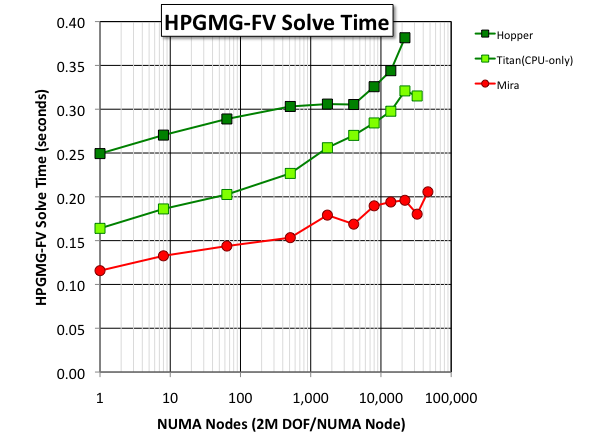 HPGMG-FV Solve Time
0.40
0.35
0.30
0.25
0.20
0.15
0.10
0.05
0.00
HPGMG-FV Solve Time (seconds)
1
10
100
1,000
10,000
100,000
NUMA Nodes (2M DOF/NUMA Node)
Hopper
Titan(CPU-only)
Mira